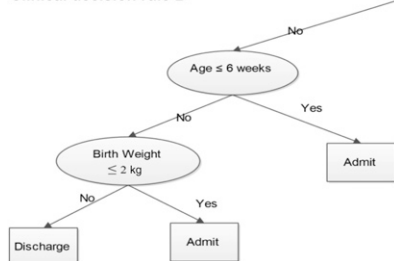 No
Age ≤ 6 weeks
No
Yes
Birth Weight
≤ 2 kg
Admit
No
Yes
Discharge
Admit